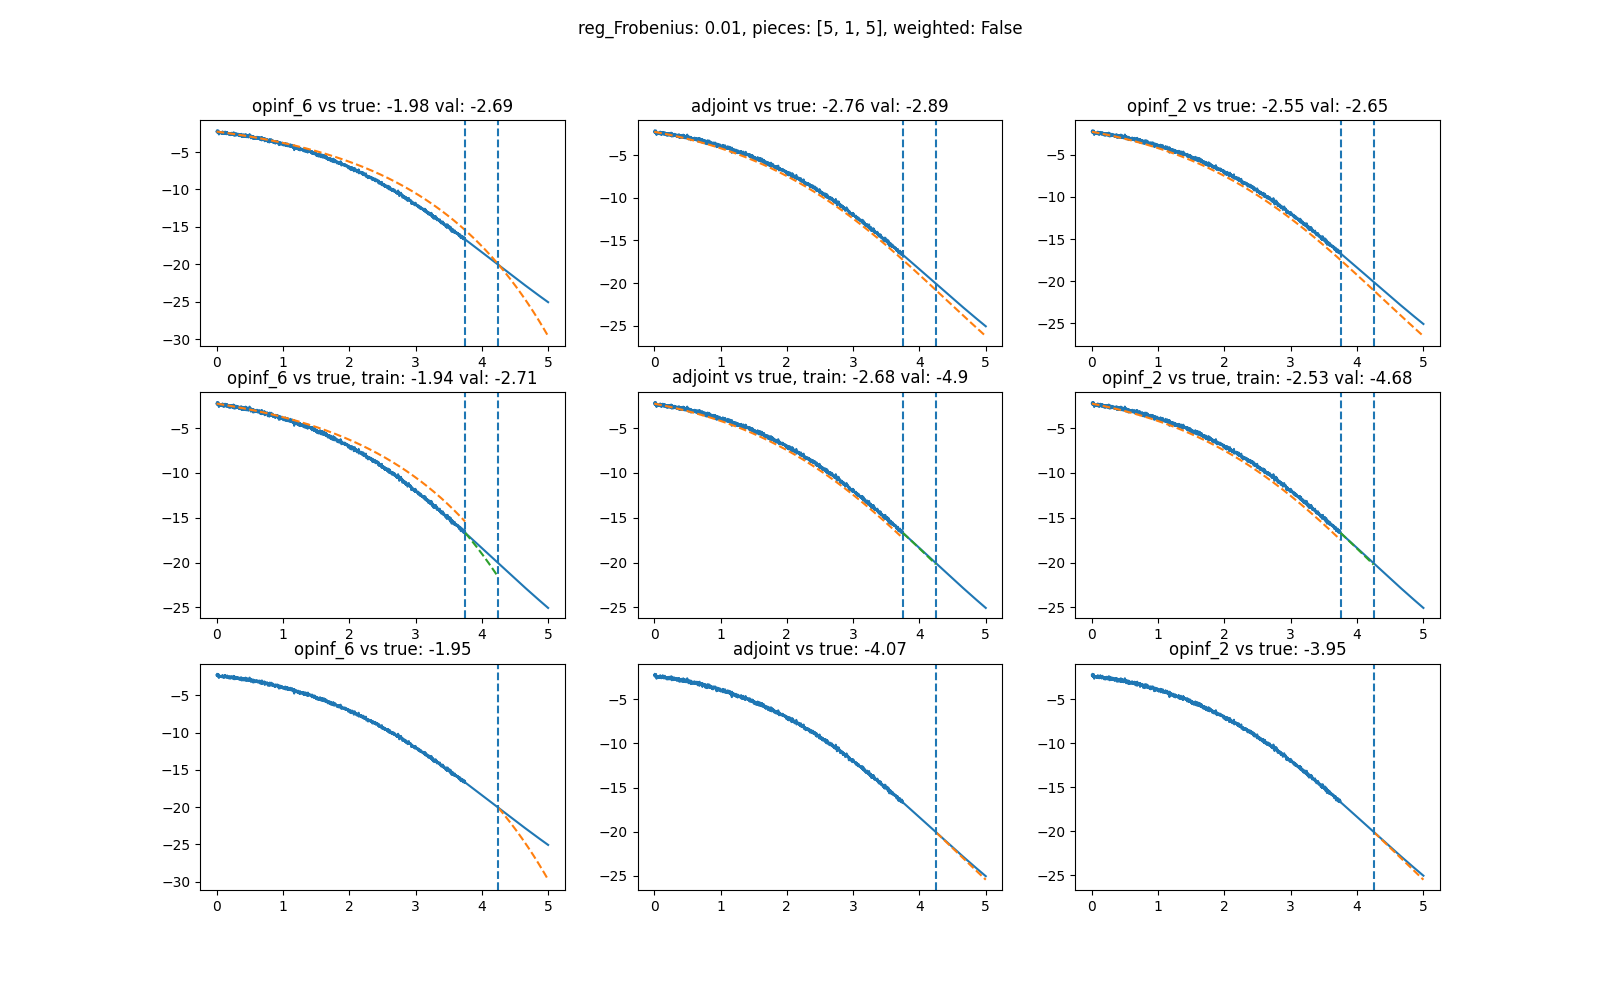 reg_Frobenius: 0.01, pieces: [5, 1, 5], weighted: False
opinf_6 vs true: -1.98 val: -2.69
−5
−10
−15
−20
−25
−30
0 1 2 3 4 5
adjoint vs true: -2.76 val: -2.89
−5
−10
−15
−20
−25
0 1 2 3 4 5
opinf_2 vs true: -2.55 val: -2.65
−5
−10
−15
−20
−25
0 1 2 3 4 5
opinf_6 vs true, train: -1.94 val: -2.71
−5
−10
−15
−20
−25
0 1 2 3 4 5
adjoint vs true, train: -2.68 val: -4.9
−5
−10
−15
−20
−25
0 1 2 3 4 5
opinf_2 vs true, train: -2.53 val: -4.68
−5
−10
−15
−20
−25
0 1 2 3 4 5
opinf_6 vs true: -1.95
−5
−10
−15
−20
−25
−30
0 1 2 3 4 5
adjoint vs true: -4.07
−5
−10
−15
−20
−25
0 1 2 3 4 5
opinf_2 vs true: -3.95
−5
−10
−15
−20
−25
0 1 2 3 4 5